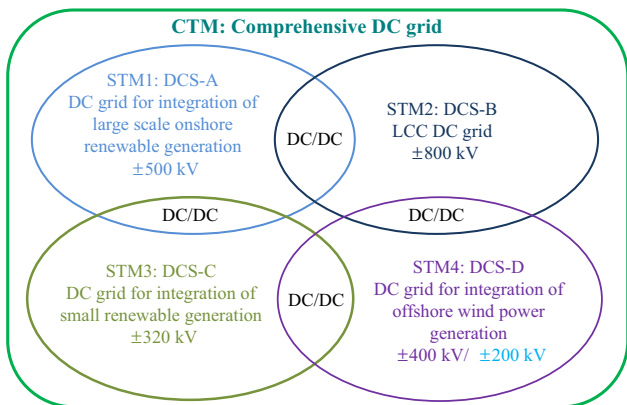 CTM: Comprehensive DC grid
STM1: DCS-A
DC grid for integration of
large scale onshore
renewable generation
±500 kV
DC/DC
STM2: DCS-B
LCC DC grid
±800 kV
DC/DC
DC/DC
STM3: DCS-C
DC grid for integration of
small renewable generation
±320 kV
DC/DC
STM4: DCS-D
DC grid for integration of
offshore wind power
generation
±400 kV/ ±200 kV